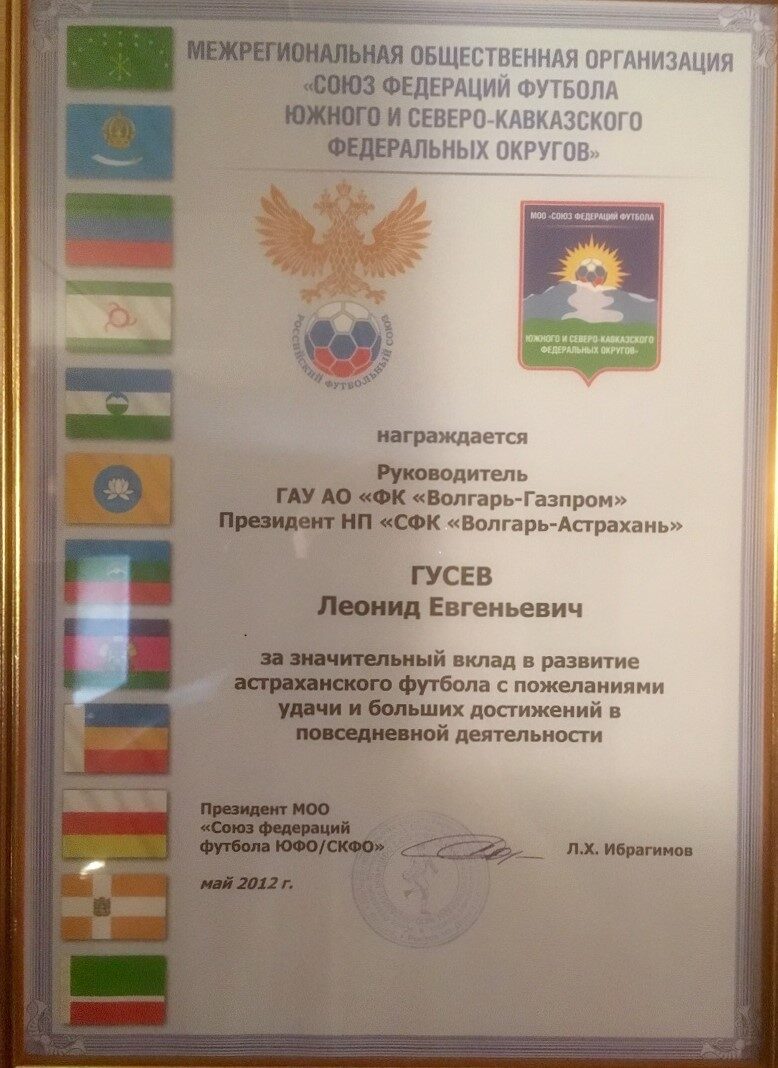 МЕЖРЕГИОНАЛЬНАЯ ОБЩЕСТВЕННАЯ ОРГАНИЗАЦИЯ
«СОЮЗ ФЕДЕРАЦИЙ ФУТБОЛА
ЮЖНОГО И СЕВЕРО-КАВКАЗСКОГО
ФЕДЕРАЛЬНЫХ ОКРУГОВ»
РОССИЙСКИЙ ФУТБОЛЬНЫЙ СОЮЗ
МОО «СОЮЗ ФЕДЕРАЦИЙ ФУТБОЛА
ЮЖНОГО И СЕВЕРО-КАВКАЗСКОГО
ФЕДЕРАЛЬНЫХ ОКРУГОВ»
награждается
Руководитель
ГАУ АО «ФК «Волгарь-Газпром»
Президент НП «СФК «Волгарь-Астрахань»
ГУСЕВ
Леонид Евгеньевич
за значительный вклад в развитие
астраханского футбола с пожеланиями
удачи и больших достижений в
повседневной деятельности
Президент МОО
«Союз федераций
футбола ЮФО/СКФО»
Л.Х. Ибрагимов
май 2012 г.